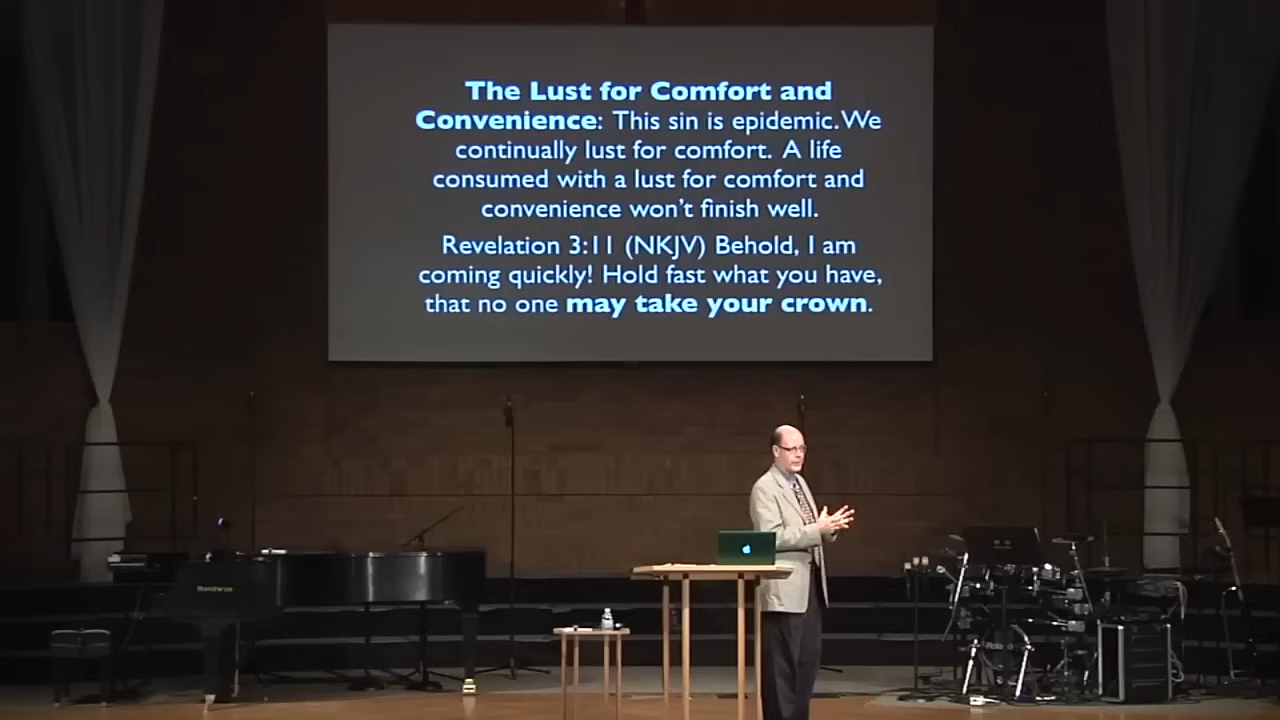 The Lust for Comfort and
Convenience: This sin is epidemic. We
continually lust for comfort. A life
consumed with a lust for comfort and
convenience won't finish well.
Revelation 3:11 (NKJV) Behold, I am
coming quickly! Hold fast what you have,
that no one may take your crown.
Baldwin
Roland